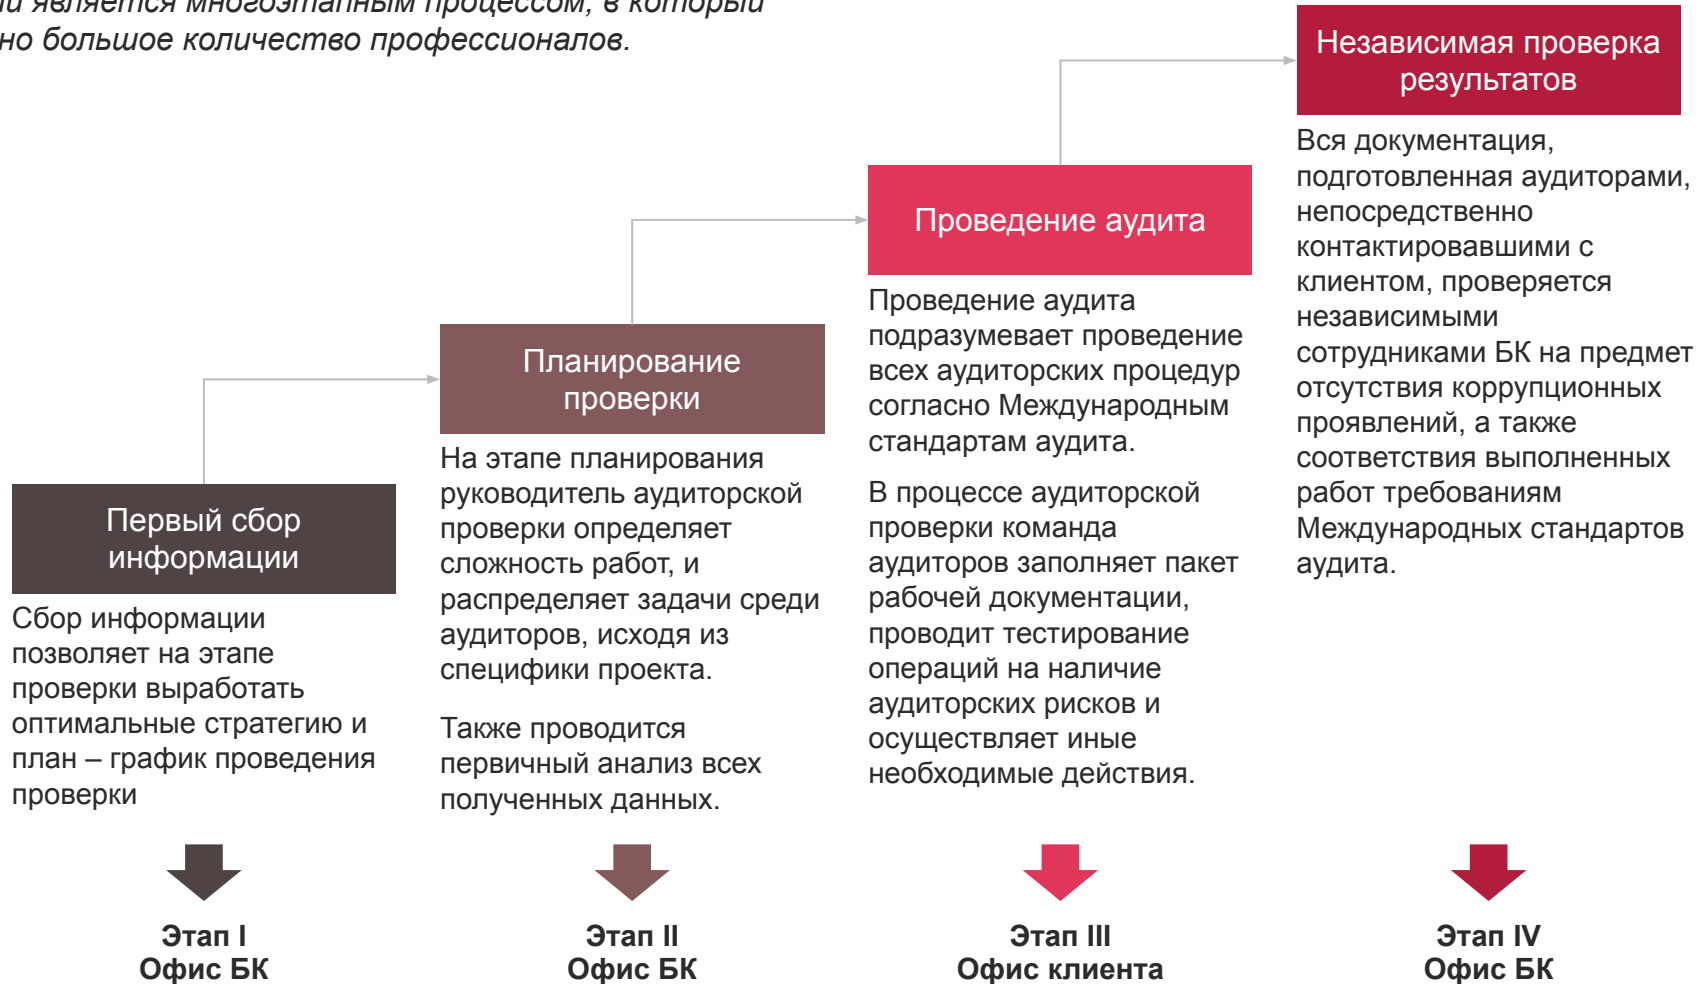 является многоэтапным процессом, в который
большое количество профессионалов.
Независимая проверка
результатов
Вся документация,
подготовленная аудиторами,
непосредственно
контактировавшими с
клиентом, проверяется
независимыми
сотрудниками БК на предмет
отсутствия коррупционных
проявлений, а также
соответствия выполненных
работ требованиям
Международных стандартов
аудита.
Проведение аудита
Проведение аудита
подразумевает проведение
всех аудиторских процедур
согласно Международным
стандартам аудита.
В процессе аудиторской
проверки команда
аудиторов заполняет пакет
рабочей документации,
проводит тестирование
операций на наличие
аудиторских рисков и
осуществляет иные
необходимые действия.
Планирование
проверки
На этапе планирования
руководитель аудиторской
проверки определяет
сложность работ, и
распределяет задачи среди
аудиторов, исходя из
специфики проекта.
Также проводится
первичный анализ всех
полученных данных.
Первый сбор
информации
Сбор информации
позволяет на этапе
проверки выработать
оптимальные стратегию и
план – график проведения
проверки
Этап I
Офис БК
Этап II
Офис БК
Этап III
Офис клиента
Этап IV
Офис БК